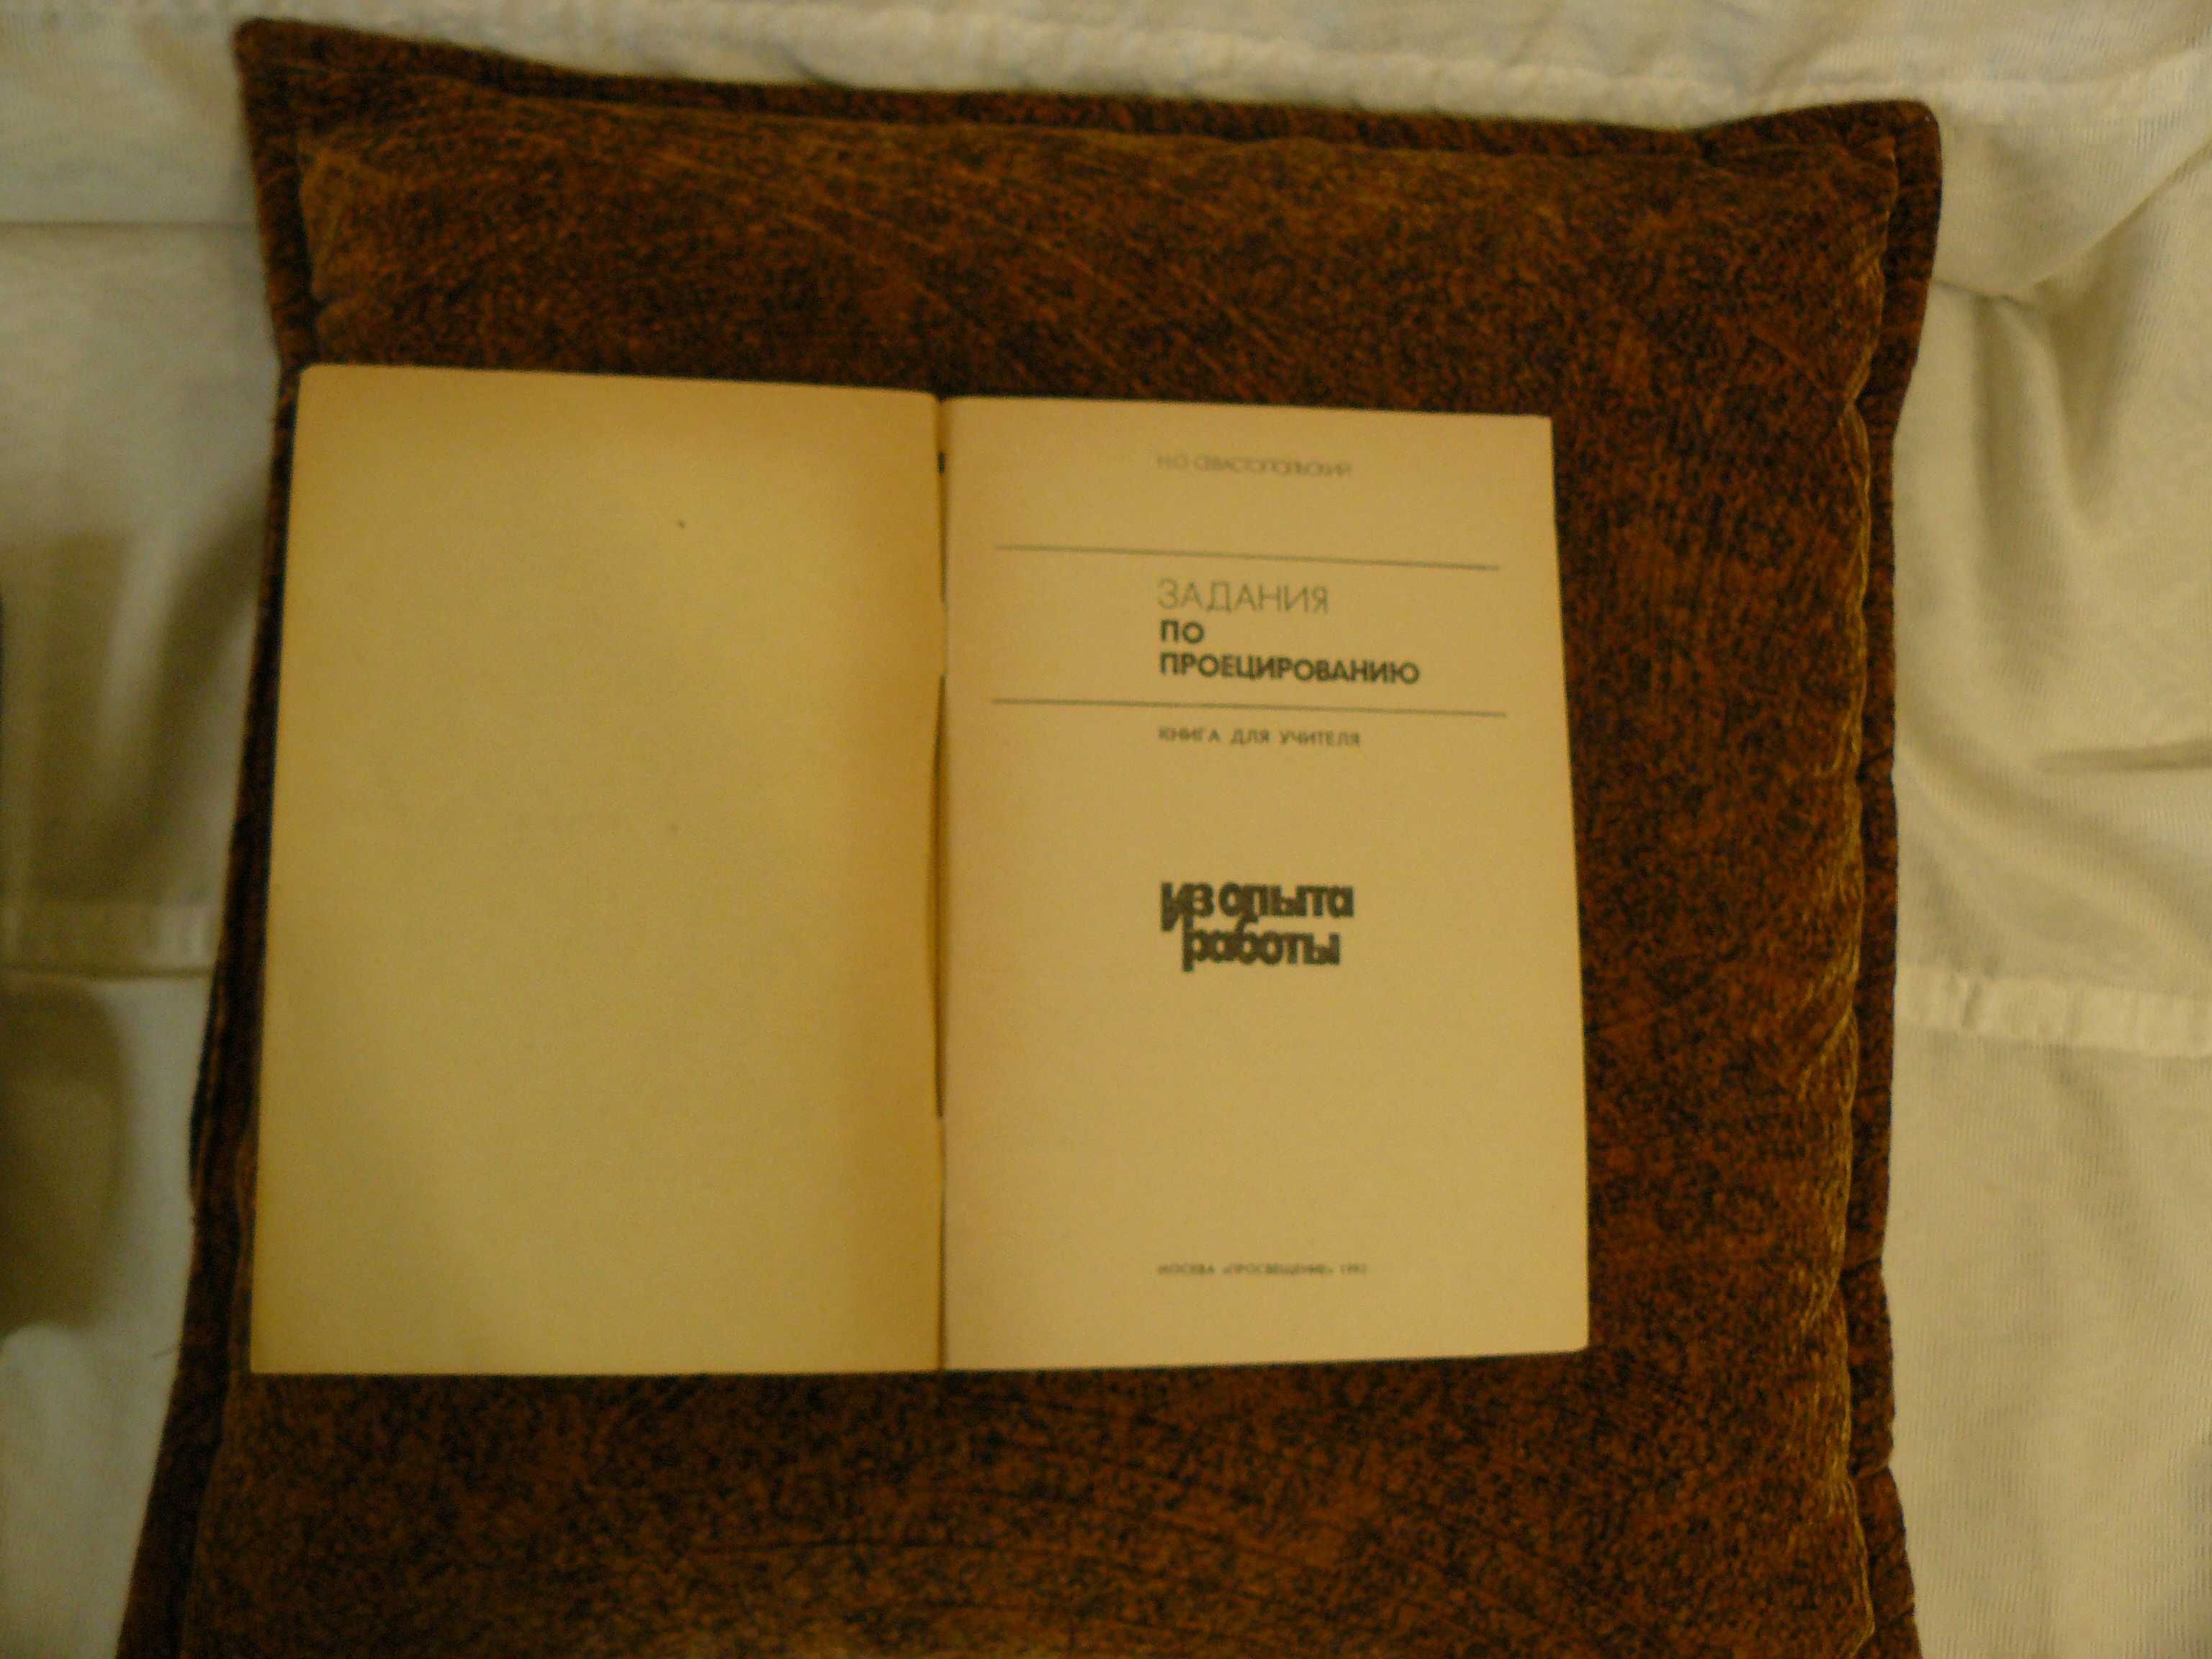 Н.О. СЕВАСТОПОЛЬСКИЙ
ЗАДАНИЯ
ПО
ПРОЕЦИРОВАНИЮ
КНИГА ДЛЯ УЧИТЕЛЯ
из опыта
работы
МОСКВА «ПРОСВЕЩЕНИЕ»